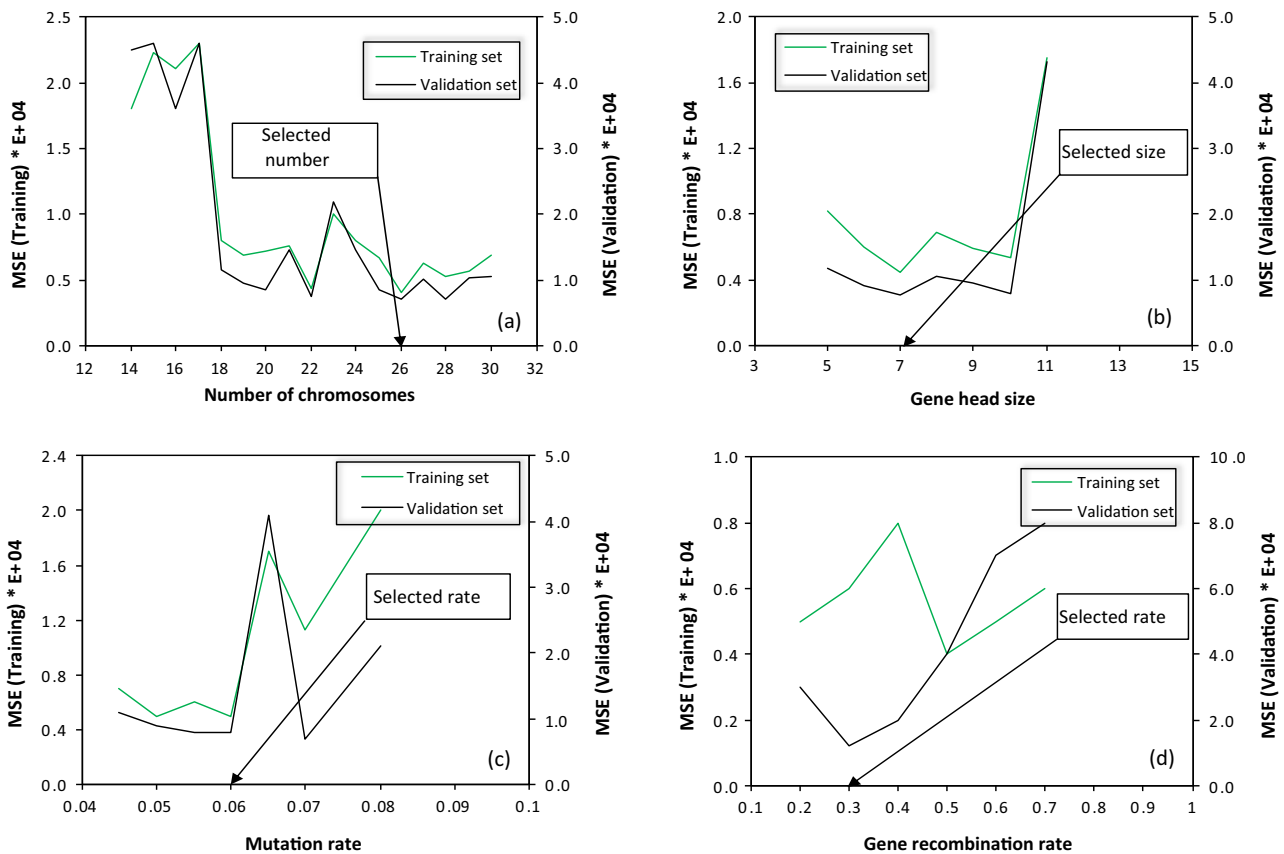 MSE (Training) * E+ 04
2.5
2.0
1.5
1.0
0.5
0.0
12 14 16 18 20 22 24 26 28 30 32
Number of chromosomes
5.0
4.0
3.0
2.0
1.0
0.0
MSE (Validation) * E+ 04
Training set
Validation set
Selected
number
(a)
MSE (Training) * E+ 04
2.0
1.6
1.2
0.8
0.4
0.0
3 5 7 9 11 13 15
Gene head size
5.0
4.0
3.0
2.0
1.0
0.0
MSE (Validation) * E+ 04
Training set
Validation set
Selected size
(b)
MSE (Training) * E+ 04
2.4
2.0
1.6
1.2
0.8
0.4
0.0
0.04 0.05 0.06 0.07 0.08 0.09 0.1
Mutation rate
5.0
4.0
3.0
2.0
1.0
0.0
MSE (Validation) * E+04
Training set
Validation set
Selected rate
(c)
MSE (Training) * E+04
1.0
0.8
0.6
0.4
0.2
0.0
0.1 0.2 0.3 0.4 0.5 0.6 0.7 0.8 0.9 1
Gene recombination rate
10.0
8.0
6.0
4.0
2.0
0.0
MSE (Validation) * E+04
Training set
Validation set
Selected rate
(d)